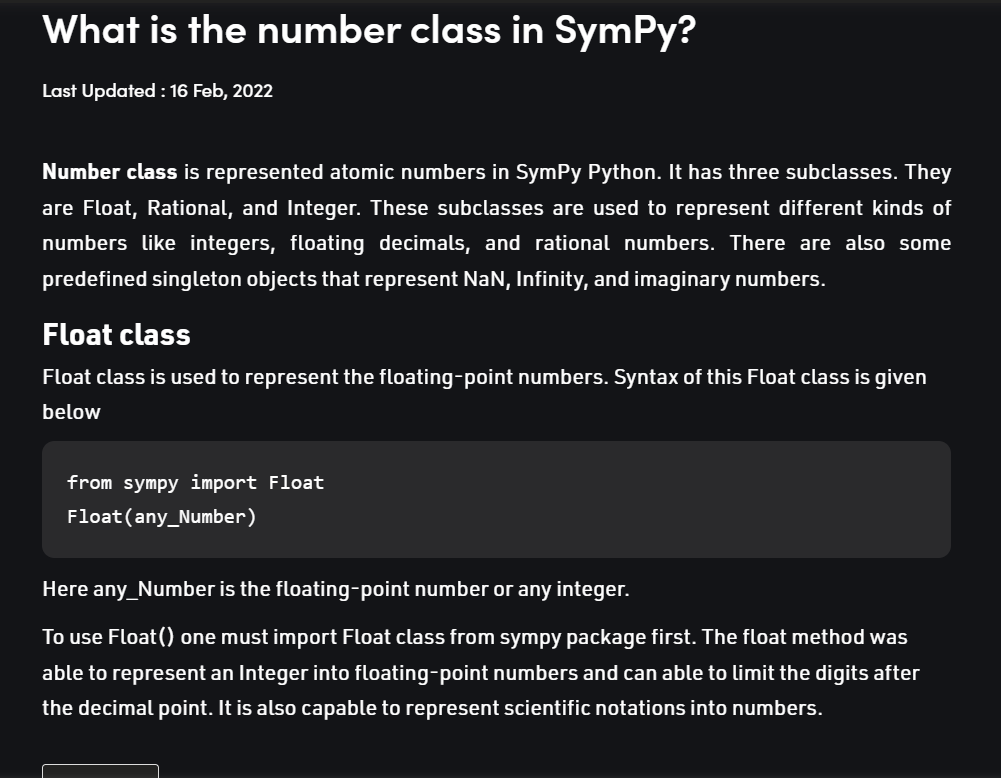 What is the number class in SymPy?
Last Updated : 16 Feb, 2022
Number class is represented atomic numbers in SymPy Python. It has three subclasses. They
are Float, Rational, and Integer. These subclasses are used to represent different kinds of
numbers like integers, floating decimals, and rational numbers. There are also some
predefined singleton objects that represent NaN, Infinity, and imaginary numbers.
Float class
Float class is used to represent the floating-point numbers. Syntax of this Float class is given
below
from sympy import Float
Float(any_Number)
Here any_Number is the floating-point number or any integer.
To use Float() one must import Float class from sympy package first. The float method was
able to represent an Integer into floating-point numbers and can able to limit the digits after
the decimal point. It is also capable to represent scientific notations into numbers.